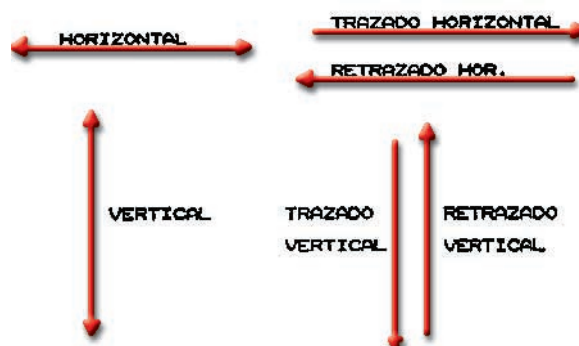 HORIZONTAL
TRAZADO HORIZONTAL
RETRAZADO HOR.
VERTICAL
TRAZADO
VERTICAL
RETRAZADO
VERTICAL.